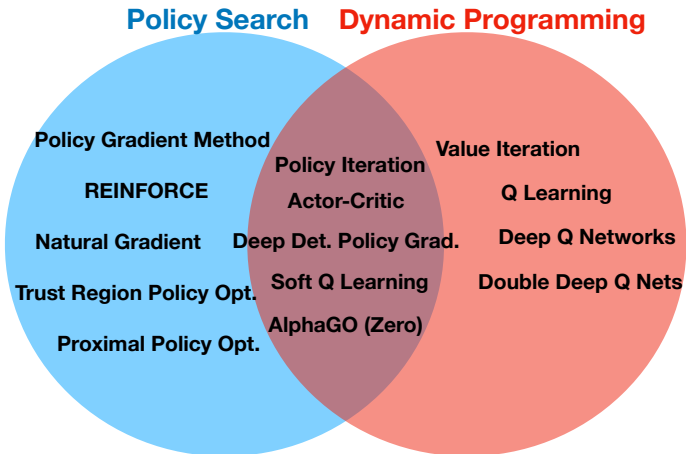 Policy Search
Dynamic Programming
Policy Gradient Method
REINFORCE
Natural Gradient
Trust Region Policy Opt.
Proximal Policy Opt.
Policy Iteration
Actor-Critic
Deep Det. Policy Grad.
Soft Q Learning
AlphaGO (Zero)
Value Iteration
Q Learning
Deep Q Networks
Double Deep Q Nets